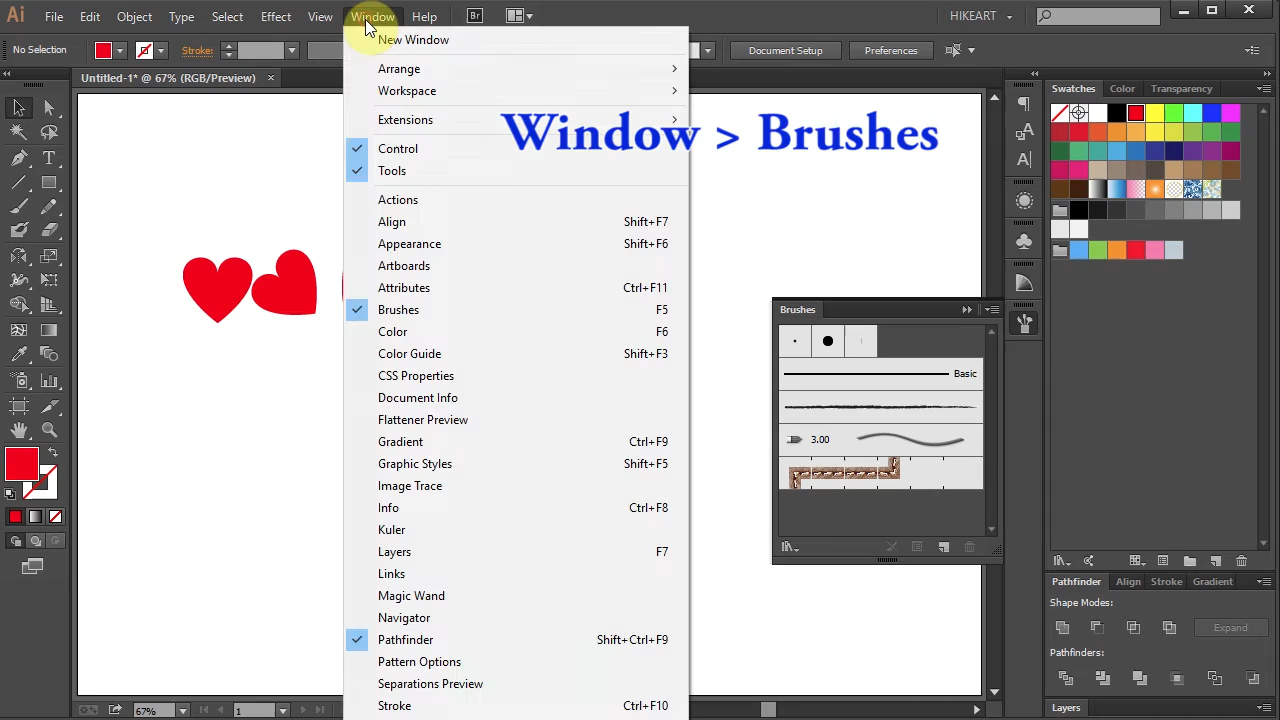 Ai File Edit Object Type Select Effect View Window Help Br HIKEART
No Selection Stroke: Document Setup Preferences
Untitled-1* @ 67% (RGB/Preview)
New Window
Arrange
Workspace
Extensions
Window > Brushes
Control
Tools
Actions
Align Shift+F7
Appearance Shift+F6
Artboards
Attributes Ctrl+F11
Brushes F5
Color F6
Color Guide Shift+F3
CSS Properties
Document Info
Flattener Preview
Gradient Ctrl+F9
Graphic Styles Shift+F5
Image Trace
Info Ctrl+F8
Kuler
Layers F7
Links
Magic Wand
Navigator
Pathfinder Shift+Ctrl+F9
Pattern Options
Separations Preview
Stroke Ctrl+F10
Brushes
Basic
3.00
Swatches Color Transparency
Pathfinder Align Stroke Gradient
Shape Modes:
Expand
Pathfinders:
Layers
67% 1